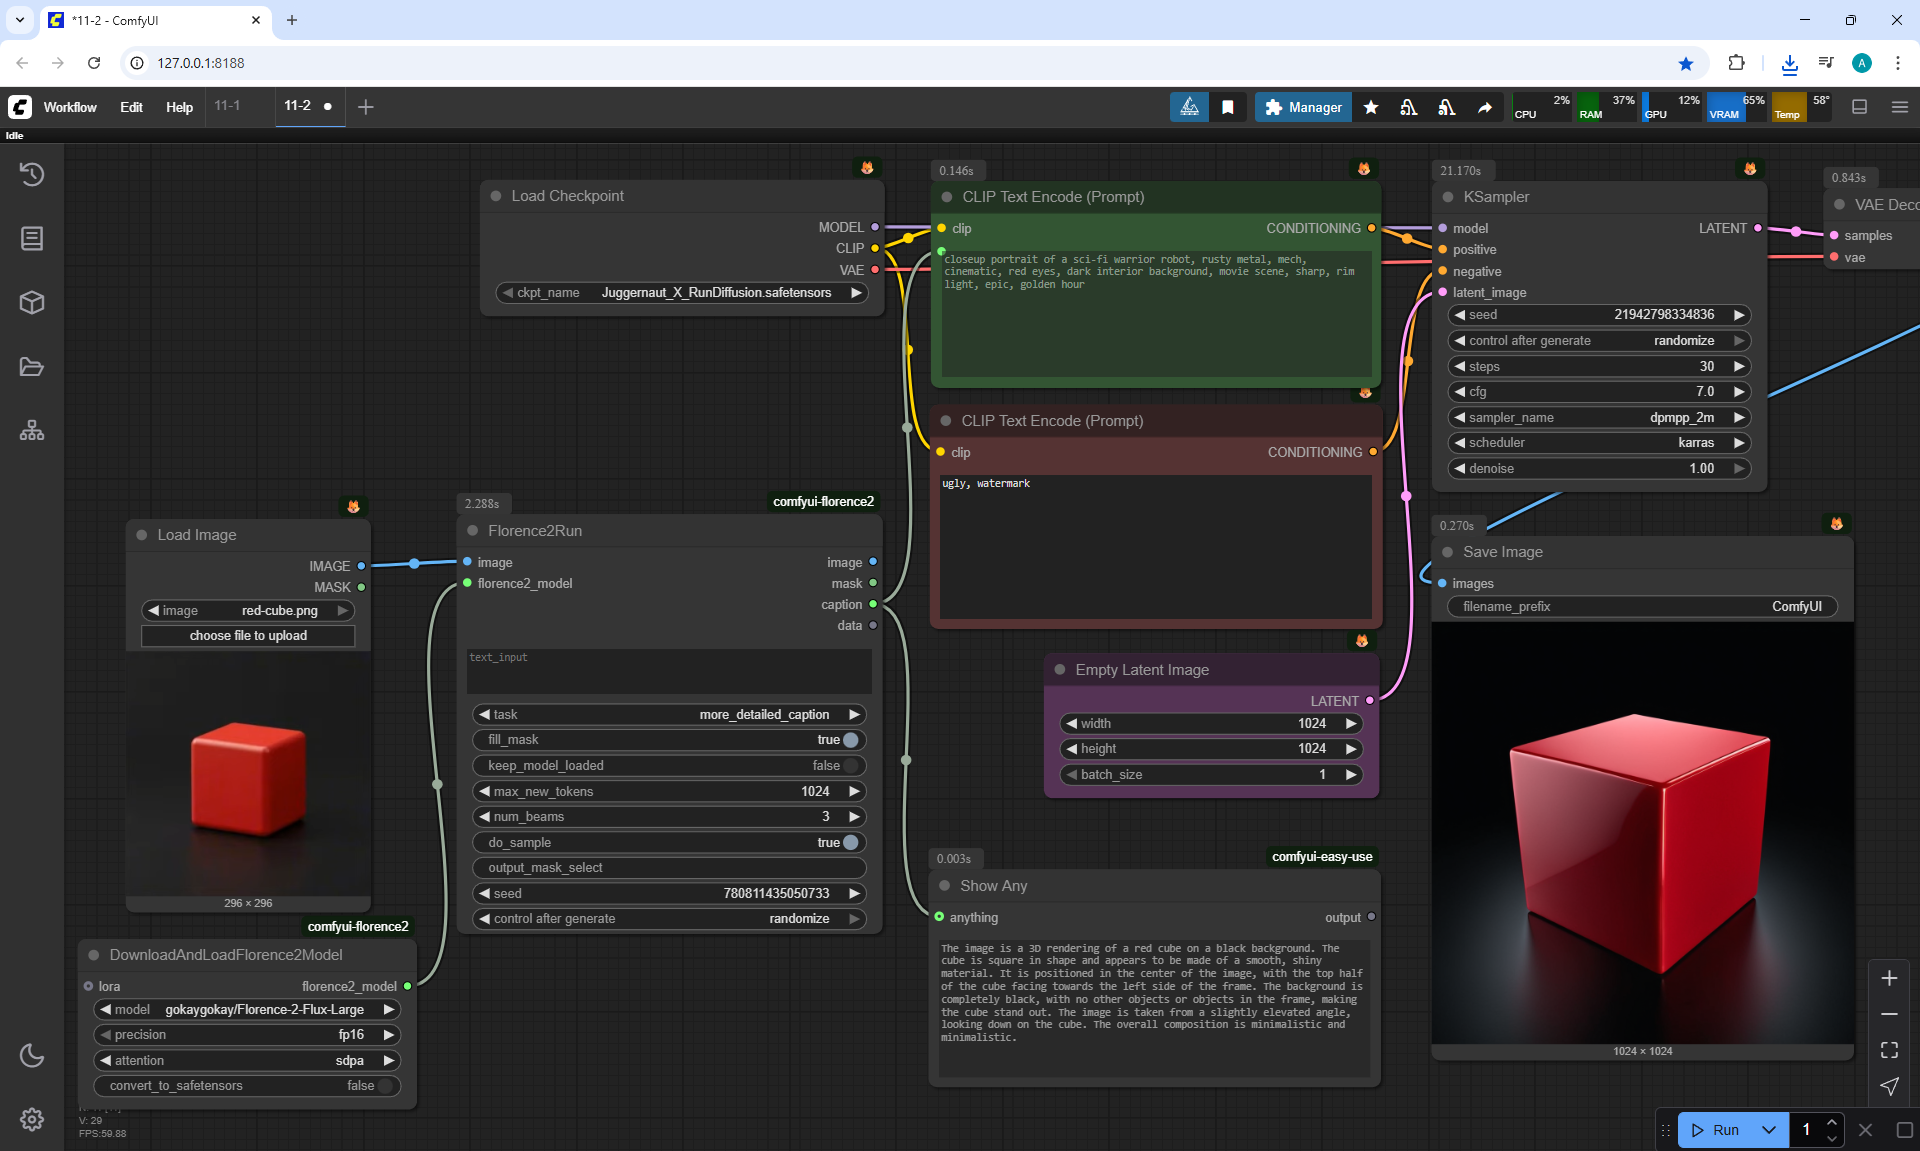 *11-2 - ComfyUI
127.0.0.1:8188
Workflow
Edit
Help
11-1
11-2
Manager
CPU
2%
RAM
37%
GPU
12%
VRAM
65%
Temp
58°
Idle
Load Checkpoint
MODEL
CLIP
VAE
ckpt_name
Juggernaut_X_RunDiffusion.safetensors
0.146s
CLIP Text Encode (Prompt)
clip
CONDITIONING
closeup portrait of a sci-fi warrior robot, rusty metal, mech,
cinematic, red eyes, dark interior background, movie scene, sharp, rim
light, epic, golden hour
CLIP Text Encode (Prompt)
clip
CONDITIONING
ugly, watermark
21.170s
KSampler
model
LATENT
positive
negative
latent_image
seed
21942798334836
control after generate
randomize
steps
30
cfg
7.0
sampler_name
dpmpp_2m
scheduler
karras
denoise
1.00
0.843s
VAE Deco
samples
vae
Load Image
IMAGE
MASK
image
red-cube.png
choose file to upload
296 × 296
2.288s
comfyui-florence2
Florence2Run
image
image
florence2_model
mask
caption
data
text_input
task
more_detailed_caption
fill_mask
true
keep_model_loaded
false
max_new_tokens
1024
num_beams
3
do_sample
true
output_mask_select
seed
780811435050733
control after generate
randomize
comfyui-florence2
DownloadAndLoadFlorence2Model
lora
florence2_model
model
gokaygokay/Florence-2-Flux-Large
precision
fp16
attention
sdpa
convert_to_safetensors
false
V: 29
FPS:59.88
Empty Latent Image
LATENT
width
1024
height
1024
batch_size
1
0.003s
comfyui-easy-use
Show Any
anything
output
The image is a 3D rendering of a red cube on a black background. The
cube is square in shape and appears to be made of a smooth, shiny
material. It is positioned in the center of the image, with the top half
of the cube facing towards the left side of the frame. The background is
completely black, with no other objects or objects in the frame, making
the cube stand out. The image is taken from a slightly elevated angle,
looking down on the cube. The overall composition is minimalistic and
minimalistic.
0.270s
Save Image
images
filename_prefix
ComfyUI
1024 × 1024
Run
1
A